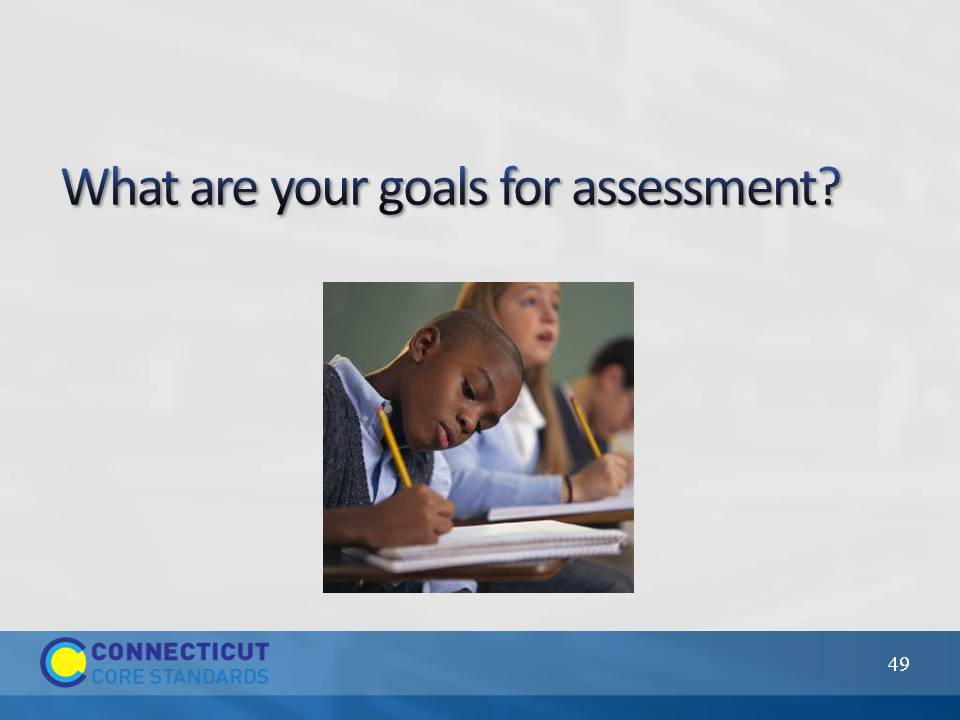 What are your goals for assessment?
CONNECTICUT
CORE STANDARDS
49